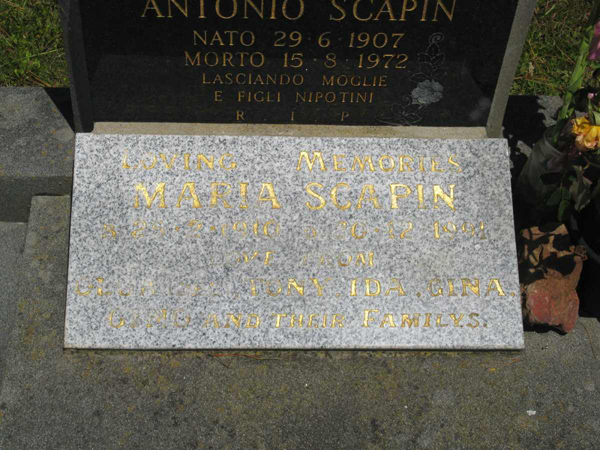 ANTONIO SCAPIN
NATO 29·6·1907
MORTO 15·8·1972
LASCIANDO MOGLIE
E FIGLI NIPOTINI
R I P
LOVING MEMORIES
MARIA SCAPIN
LOVE FROM
TONY, IDA, GINA,
GINO AND THEIR FAMILYS.